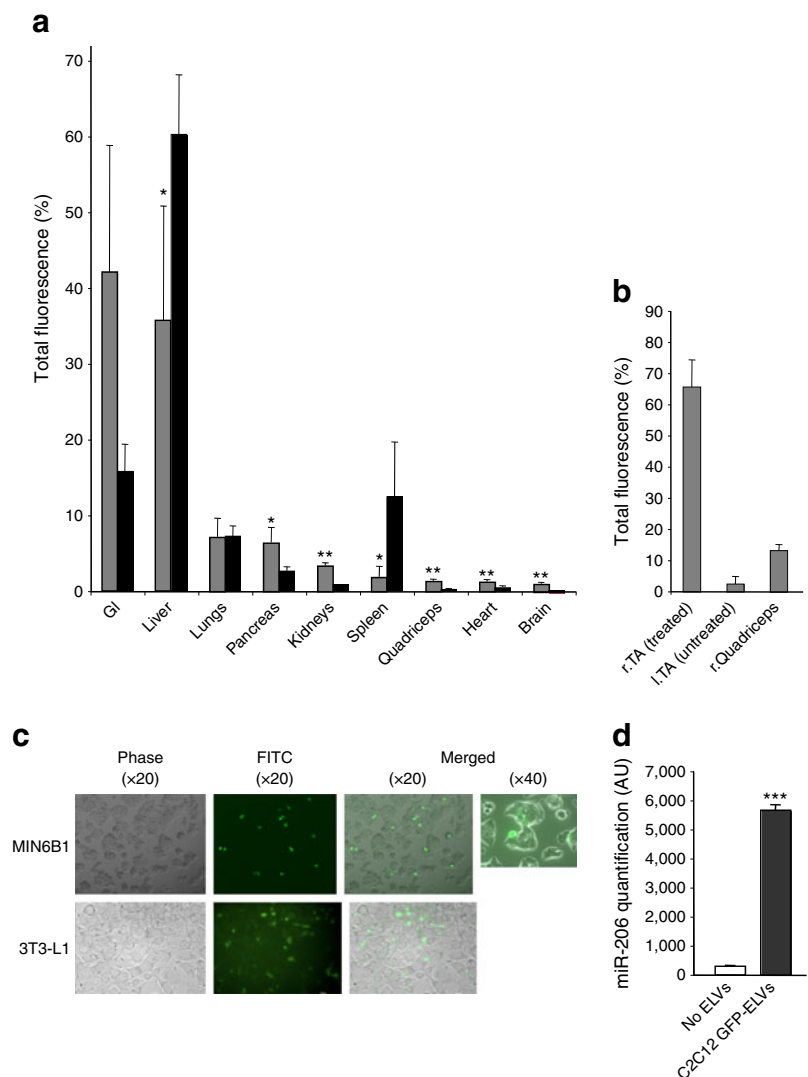 a
Total fluorescence (%)
70
60
50
40
30
20
10
0
*
*
**
*
**
**
**
GI
Liver
Lungs
Pancreas
Kidneys
Spleen
Quadriceps
Heart
Brain
b
Total fluorescence (%)
90
80
70
60
50
40
30
20
10
0
r.TA (treated)
l.TA (untreated)
r.Quadriceps
c
Phase
(×20)
FITC
(×20)
Merged
(×20)
(×40)
MIN6B1
3T3-L1
d
miR-206 quantification (AU)
7,000
6,000
5,000
4,000
3,000
2,000
1,000
0
***
No ELVs
C2C12 GFP-ELVs